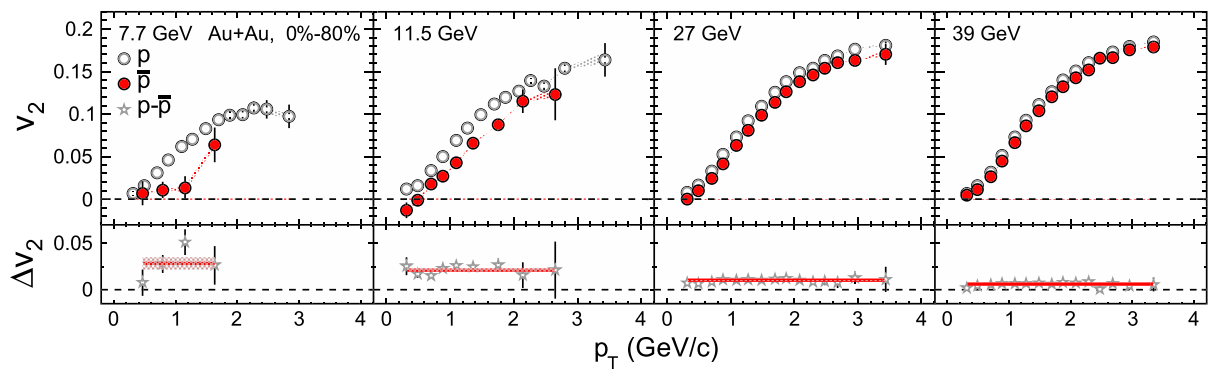 7.7 GeV Au+Au, 0%-80%
11.5 GeV
27 GeV
39 GeV
p
p̅
p-p̅
v2
0.2
0.15
0.1
0.05
0
Δv2
0.05
0
0 1 2 3 4
0 1 2 3 4
0 1 2 3 4
0 1 2 3 4
pT (GeV/c)